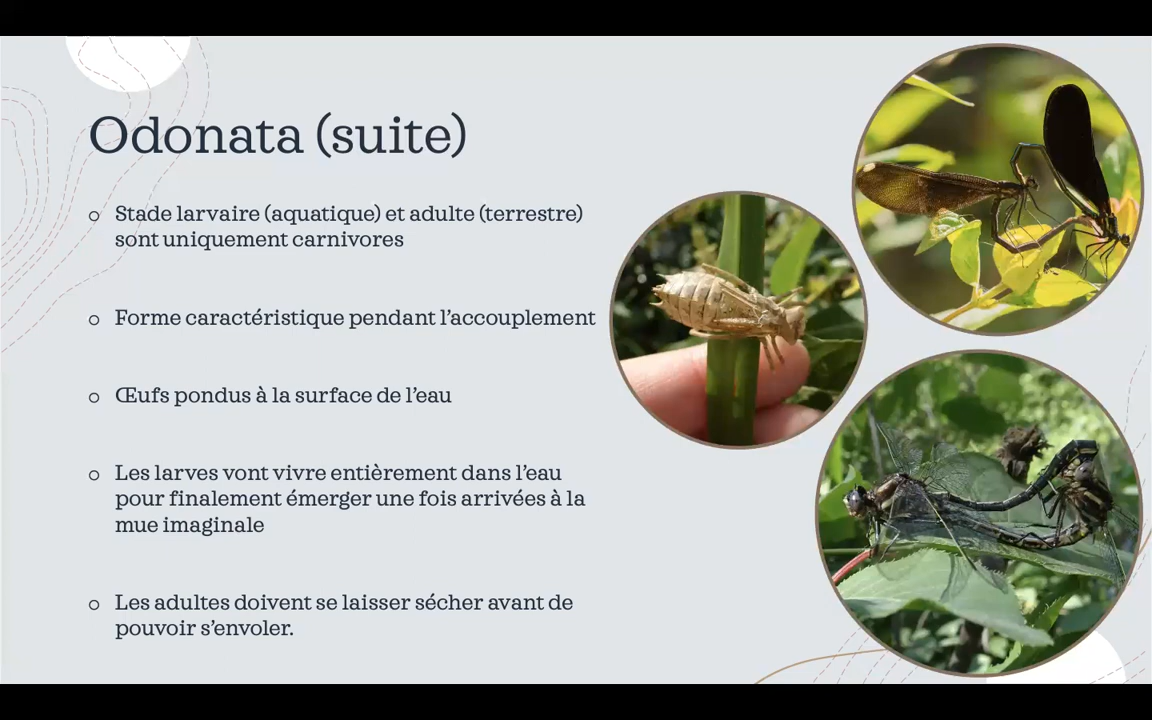 Odonata (suite)
Stade larvaire (aquatique) et adulte (terrestre)
sont uniquement carnivores
Forme caractéristique pendant l’accouplement
Œufs pondus à la surface de l’eau
Les larves vont vivre entièrement dans l’eau
pour finalement émerger une fois arrivées à la
mue imaginale
Les adultes doivent se laisser sécher avant de
pouvoir s’envoler.